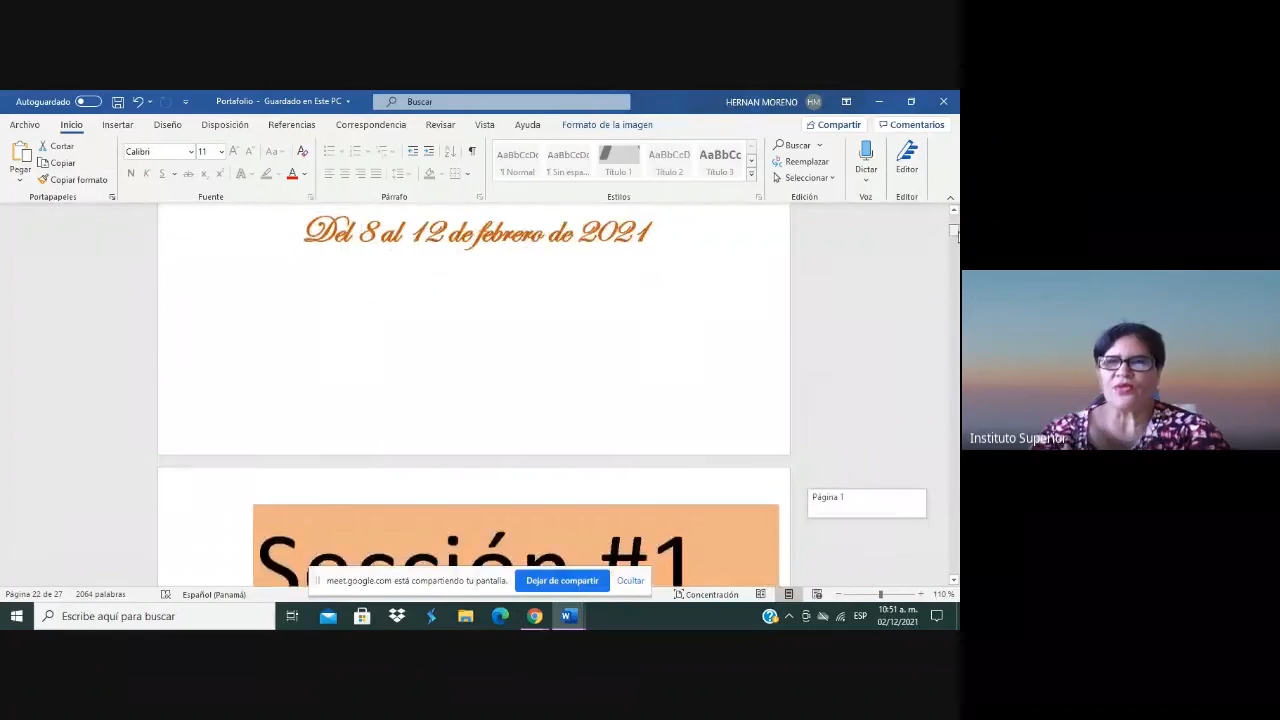 Autoguardado
Portafolio - Guardado en Este PC
Buscar
HERNAN MORENO HM
Archivo Inicio Insertar Diseño Disposición Referencias Correspondencia Revisar Vista Ayuda Formato de la imagen Compartir Comentarios
Pegar
Cortar
Copiar
Copiar formato
Portapapeles
Calibri 11
N K S ab
Fuente
Párrafo
AaBbCcDc AaBbCcDc AaBbCcD AaBbCc
¶ Normal ¶ Sin espa... Título 1 Título 2 Título 3
Estilos
Buscar
Reemplazar
Seleccionar
Edición
Dictar
Voz
Editor
Editor
Del 8 al 12 de febrero de 2021
Página 1
Sección #1
meet.google.com está compartiendo tu pantalla. Dejar de compartir Ocultar
Página 22 de 27 2064 palabras Español (Panamá) Concentración 110 %
Escribe aquí para buscar
ESP
10:51 a. m.
02/12/2021
Instituto Superior